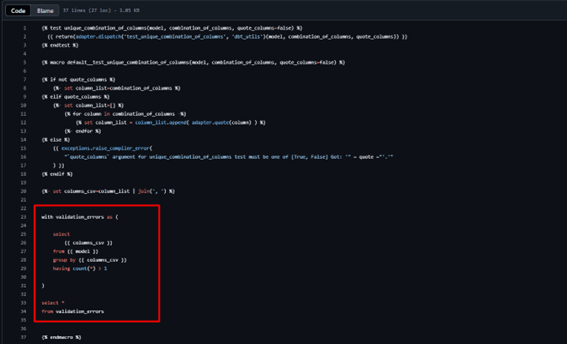 Code Blame 37 lines (27 loc) · 1.05 KB
1 {% test unique_combination_of_columns(model, combination_of_columns, quote_columns=false) %}
2 {{ return(adapter.dispatch('test_unique_combination_of_columns', 'dbt_utils')(model, combination_of_columns, quote_columns)) }}
3 {% endtest %}
4
5 {% macro default__test_unique_combination_of_columns(model, combination_of_columns, quote_columns=false) %}
6
7 {% if not quote_columns %}
8 {%- set column_list=combination_of_columns %}
9 {% elif quote_columns %}
10 {%- set column_list=[] %}
11 {% for column in combination_of_columns -%}
12 {% set column_list = column_list.append( adapter.quote(column) ) %}
13 {%- endfor %}
14 {% else %}
15 {{ exceptions.raise_compiler_error(
16 "`quote_columns` argument for unique_combination_of_columns test must be one of [True, False] Got: '" ~ quote ~"'.'"
17 ) }}
18 {% endif %}
19
20 {%- set columns_csv=column_list | join(', ') %}
21
22
23 with validation_errors as (
24
25 select
26 {{ columns_csv }}
27 from {{ model }}
28 group by {{ columns_csv }}
29 having count(*) > 1
30
31 )
32
33 select *
34 from validation_errors
35
36
37 {% endmacro %}